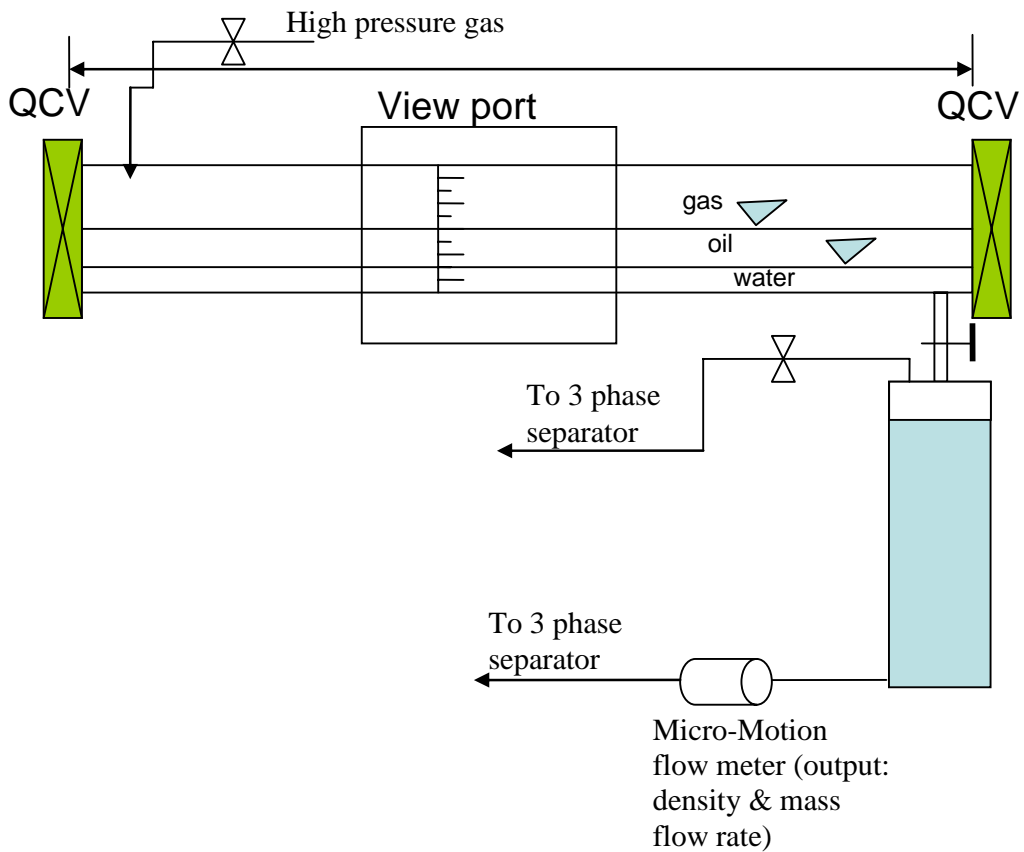 High pressure gas
QCV
QCV
View port
gas
oil
water
To 3 phase
separator
To 3 phase
separator
Micro-Motion
flow meter (output:
density & mass
flow rate)